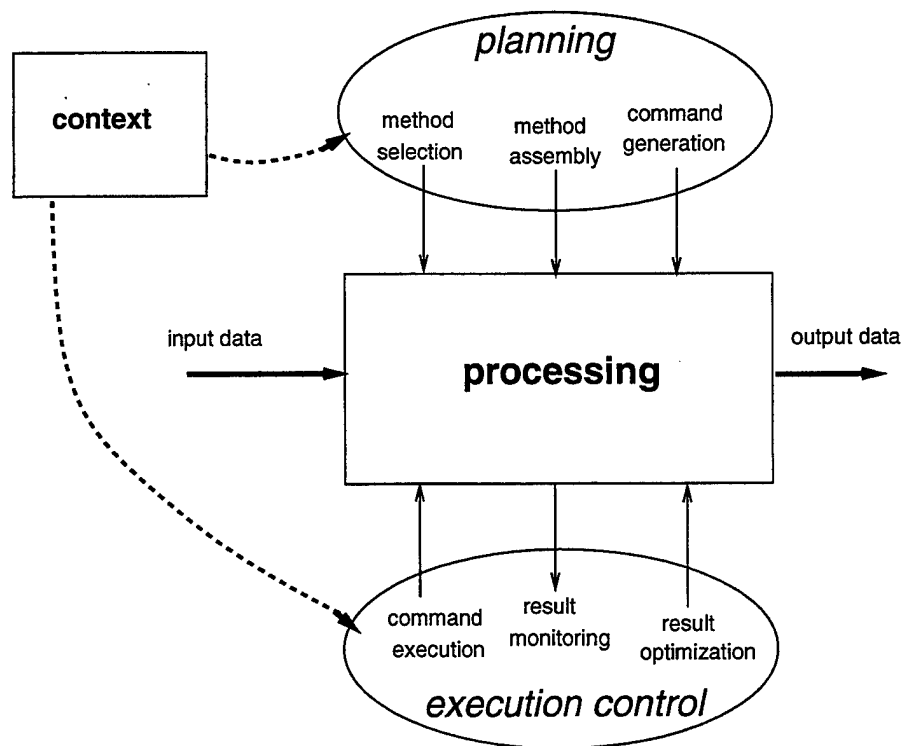 planning
context
method
selection
method
assembly
command
generation
input data
processing
output data
command
execution
result
monitoring
result
optimization
execution control